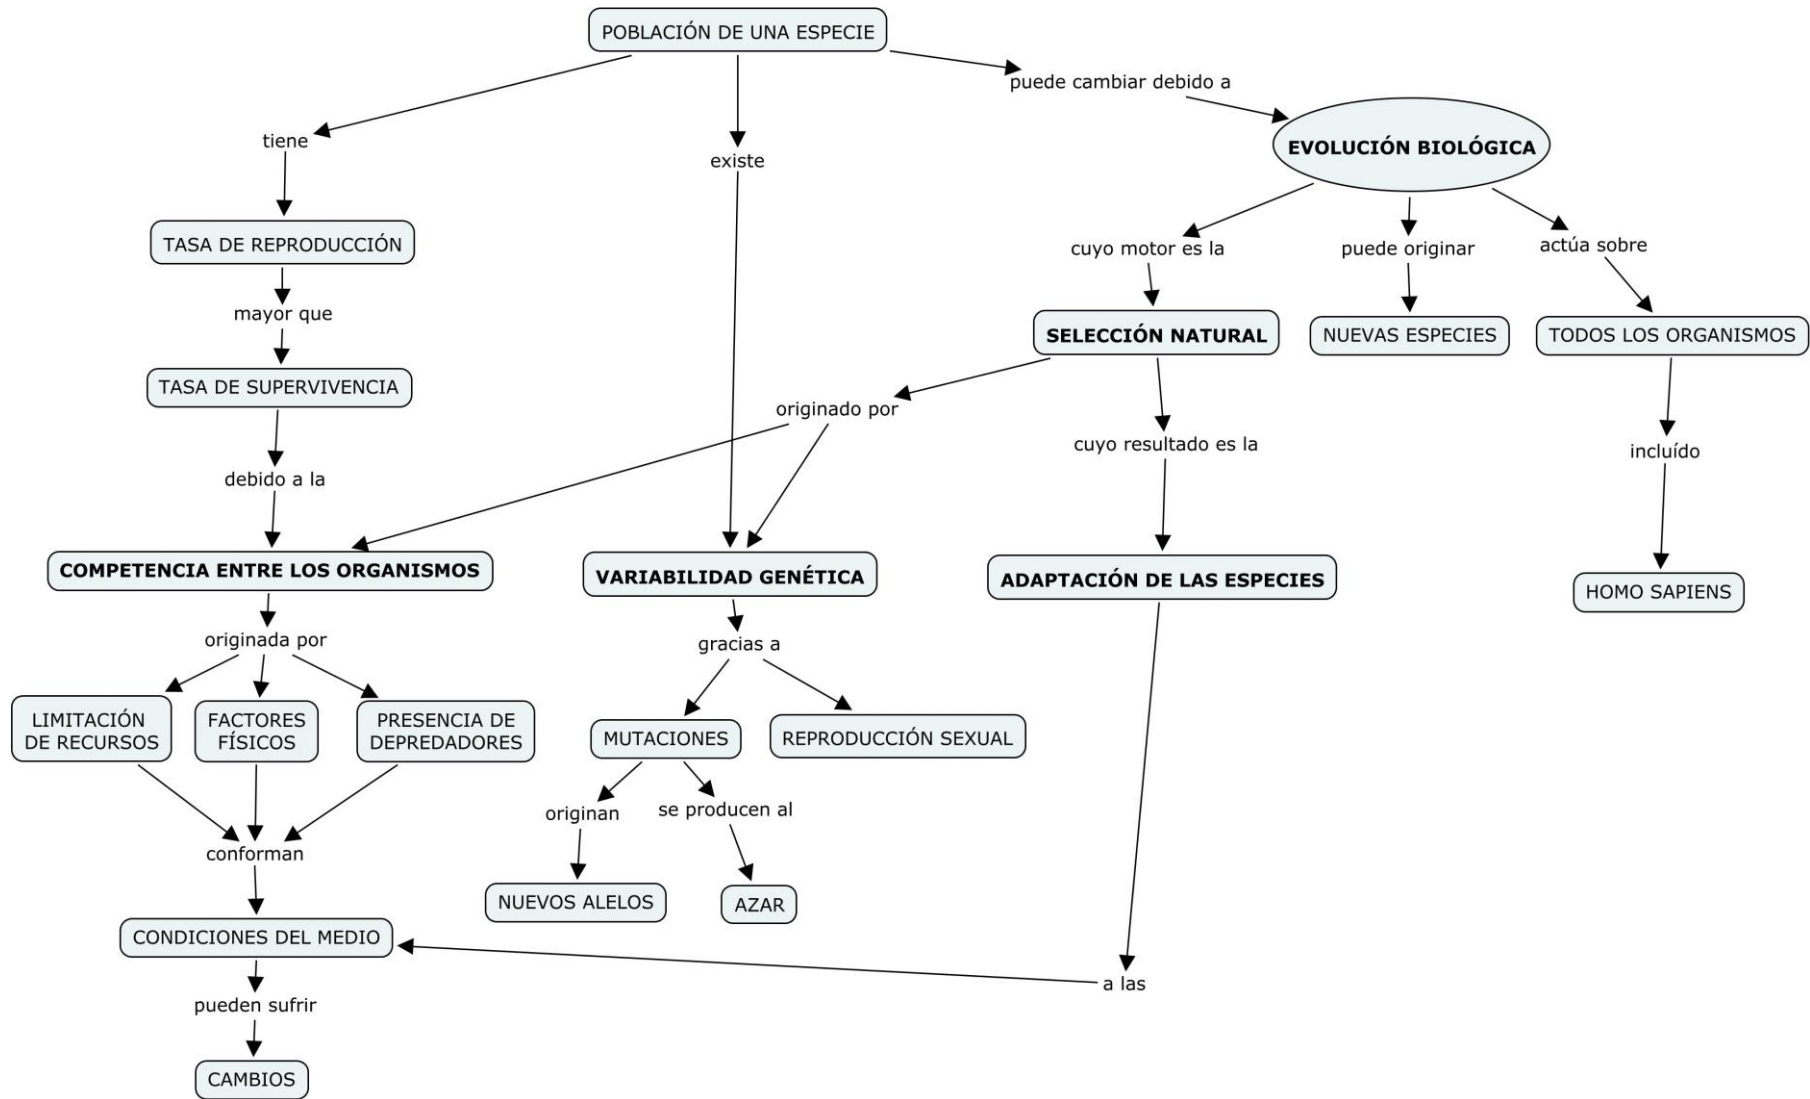 POBLACIÓN DE UNA ESPECIE
puede cambiar debido a
tiene
existe
EVOLUCIÓN BIOLÓGICA
TASA DE REPRODUCCIÓN
cuyo motor es la
puede originar
actúa sobre
mayor que
SELECCIÓN NATURAL
NUEVAS ESPECIES
TODOS LOS ORGANISMOS
TASA DE SUPERVIVENCIA
originado por
cuyo resultado es la
incluído
debido a la
COMPETENCIA ENTRE LOS ORGANISMOS
VARIABILIDAD GENÉTICA
ADAPTACIÓN DE LAS ESPECIES
HOMO SAPIENS
originada por
gracias a
LIMITACIÓN
DE RECURSOS
FACTORES
FÍSICOS
PRESENCIA DE
DEPREDADORES
MUTACIONES
REPRODUCCIÓN SEXUAL
originan
se producen al
conforman
NUEVOS ALELOS
AZAR
CONDICIONES DEL MEDIO
a las
pueden sufrir
CAMBIOS